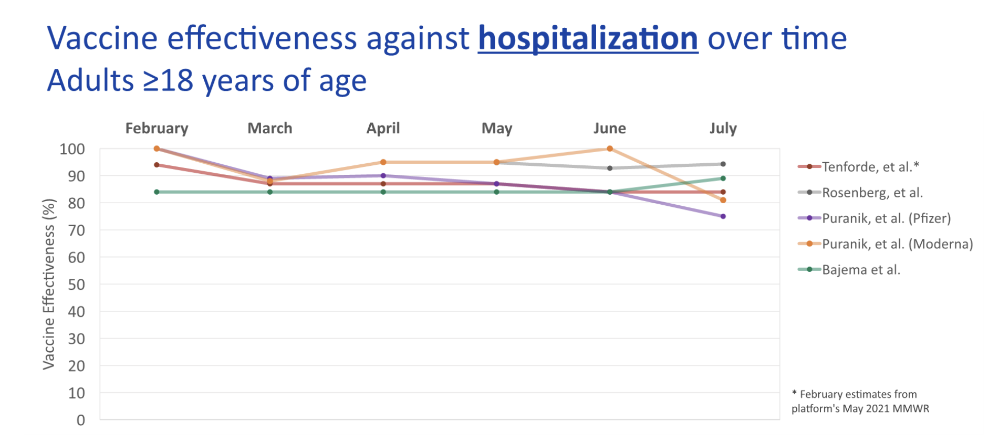 Vaccine effectiveness against hospitalization over time
Adults ≥18 years of age
February March April May June July
100
90
80
70
60
50
40
30
20
10
0
Vaccine Effectiveness (%)
Tenforde, et al.*
Rosenberg, et al.
Puranik, et al. (Pfizer)
Puranik, et al. (Moderna)
Bajema et al.
* February estimates from
platform's May 2021 MMWR